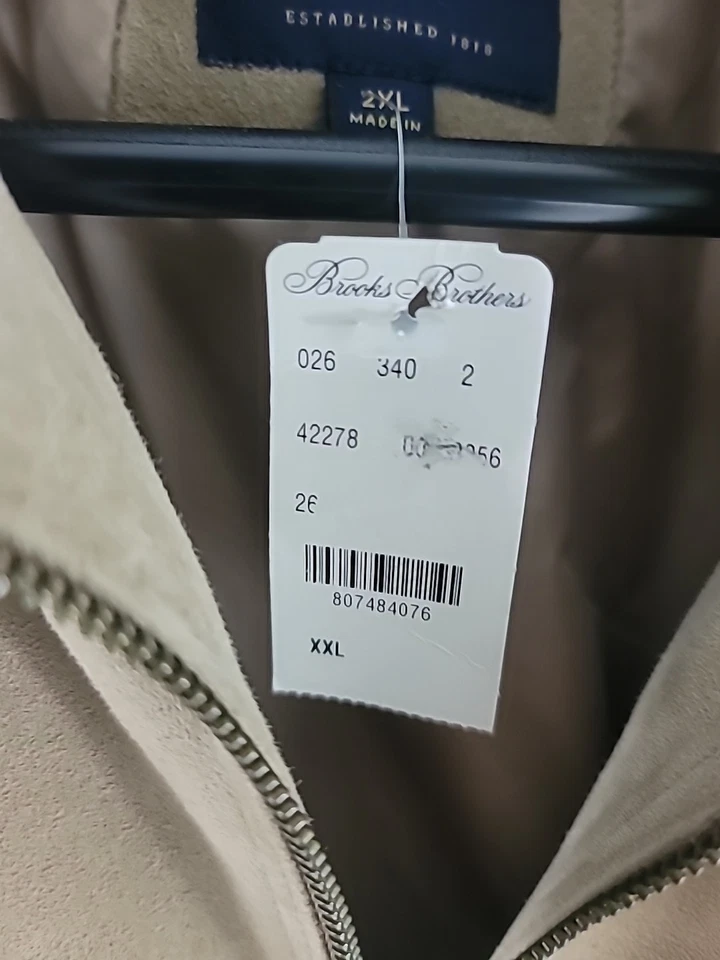 ESTABLISHED 1818
2XL
MADE IN
Brooks Brothers
026 340 2
42278
26
807484076
XXL